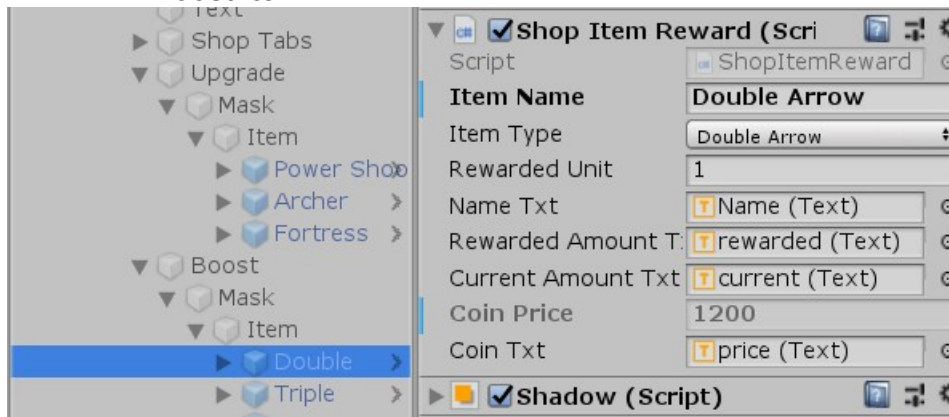 Text
Shop Tabs
Upgrade
Mask
Item
Power Shop
Archer
Fortress
Boost
Mask
Item
Double
Triple
Shop Item Reward (Scri
Script ShopItemReward
Item Name Double Arrow
Item Type Double Arrow
Rewarded Unit 1
Name Txt Name (Text)
Rewarded Amount T: rewarded (Text)
Current Amount Txt current (Text)
Coin Price 1200
Coin Txt price (Text)
Shadow (Script)